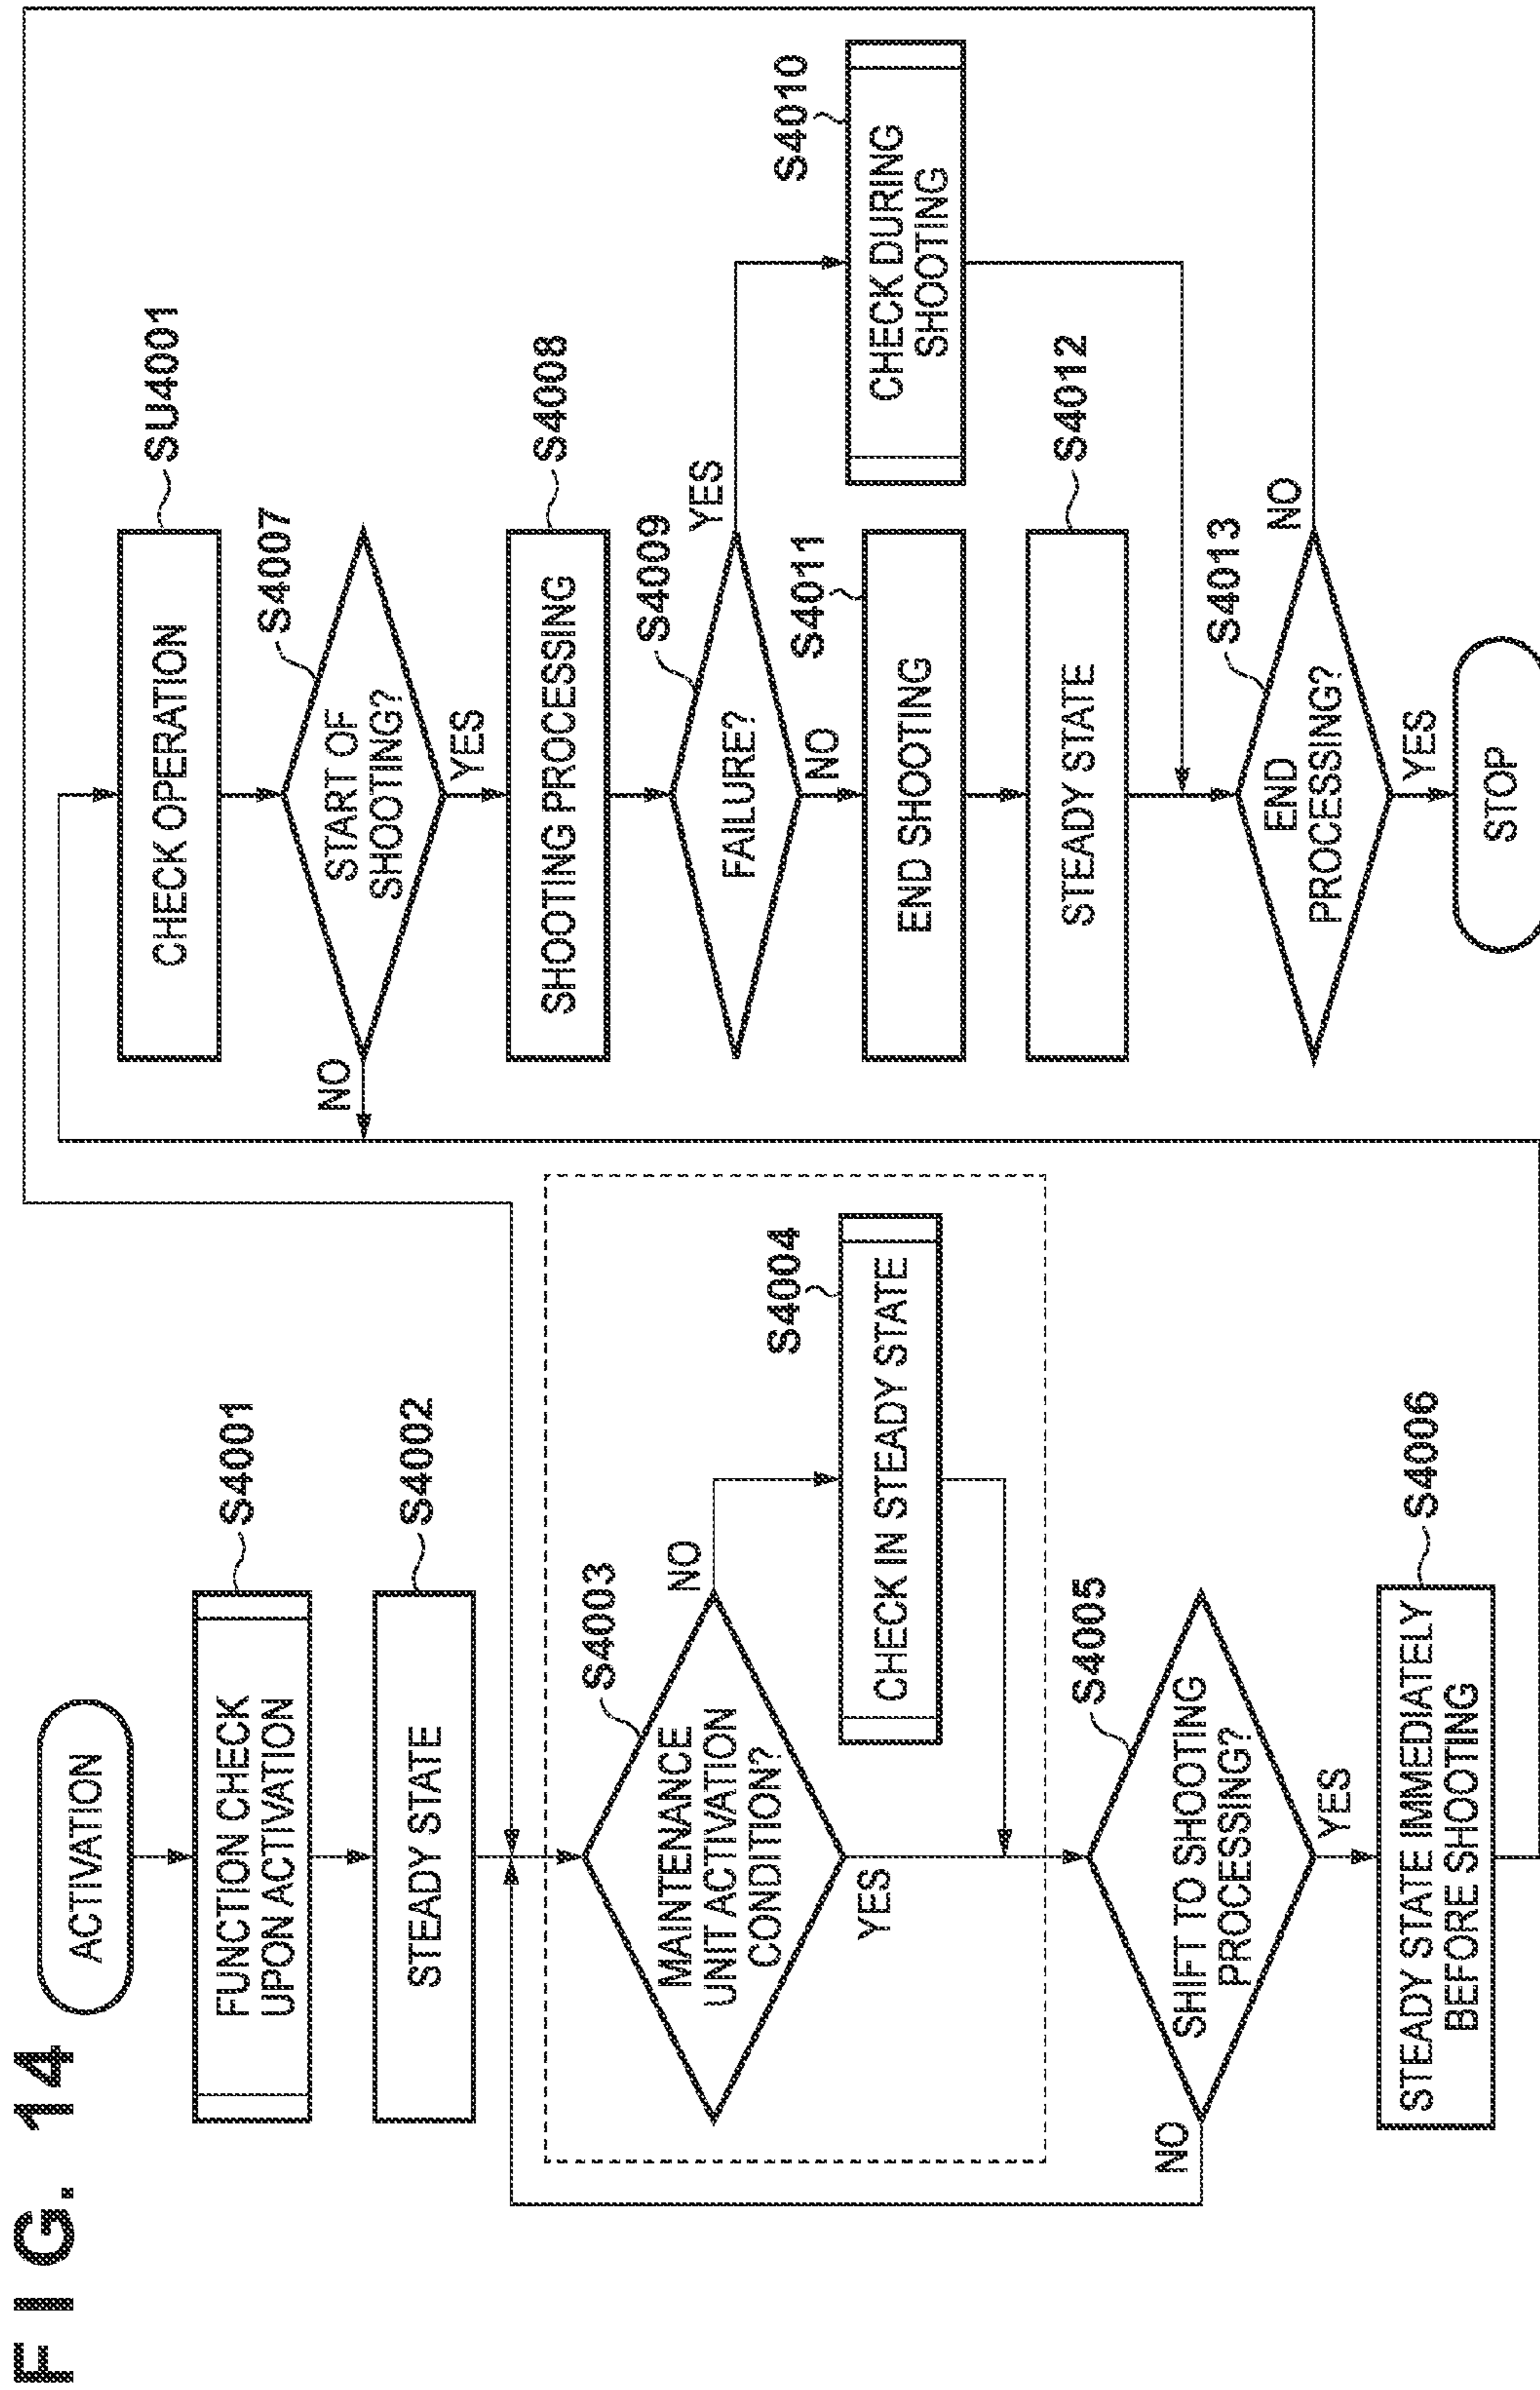 FIG. 14
ACTIVATION
FUNCTION CHECK
UPON ACTIVATION
S4001
STEADY STATE
S4002
MAINTENANCE
UNIT ACTIVATION
CONDITION?
S4003
NO
YES
CHECK IN STEADY STATE
S4004
SHIFT TO SHOOTING
PROCESSING?
S4005
NO
YES
STEADY STATE IMMEDIATELY
BEFORE SHOOTING
S4006
CHECK OPERATION
SU4001
START OF
SHOOTING?
S4007
NO
YES
SHOOTING PROCESSING
S4008
FAILURE?
S4009
YES
NO
CHECK DURING
SHOOTING
S4010
END SHOOTING
S4011
STEADY STATE
S4012
END
PROCESSING?
S4013
NO
YES
STOP